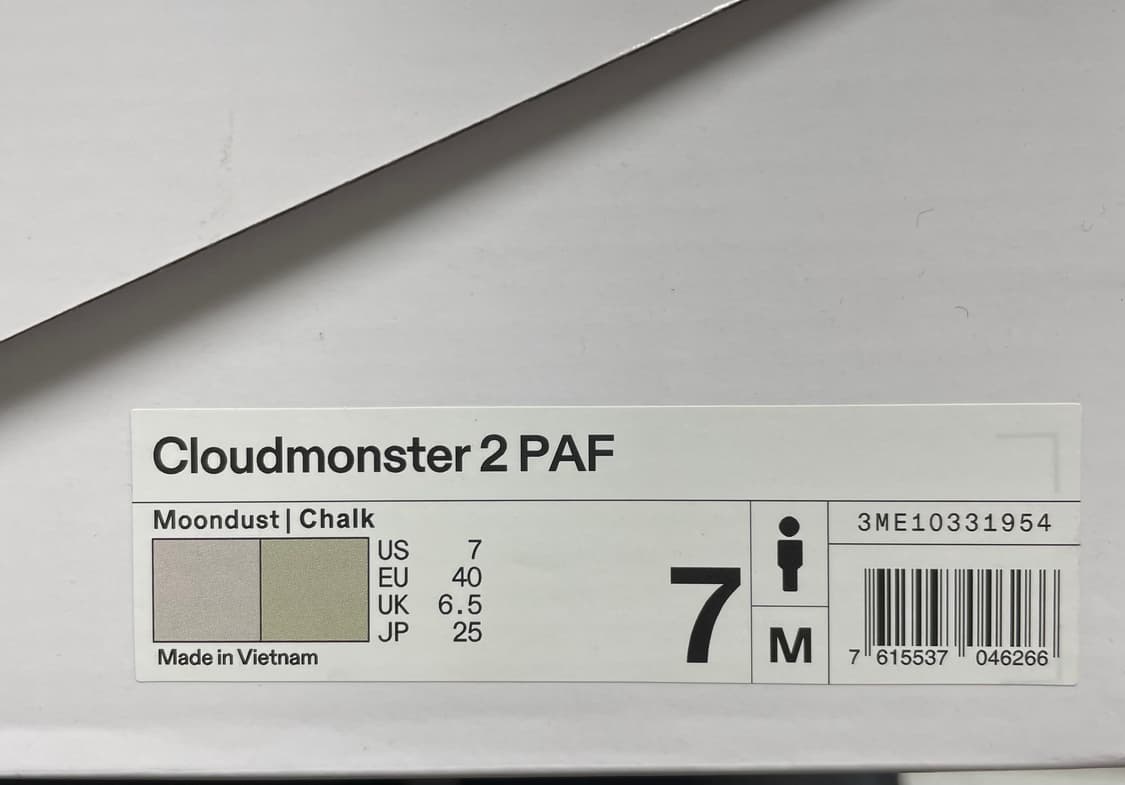 Cloudmonster 2 PAF
Moondust | Chalk
US 7
EU 40
UK 6.5
JP 25
Made in Vietnam
7
M
3ME10331954
7 615537 046266